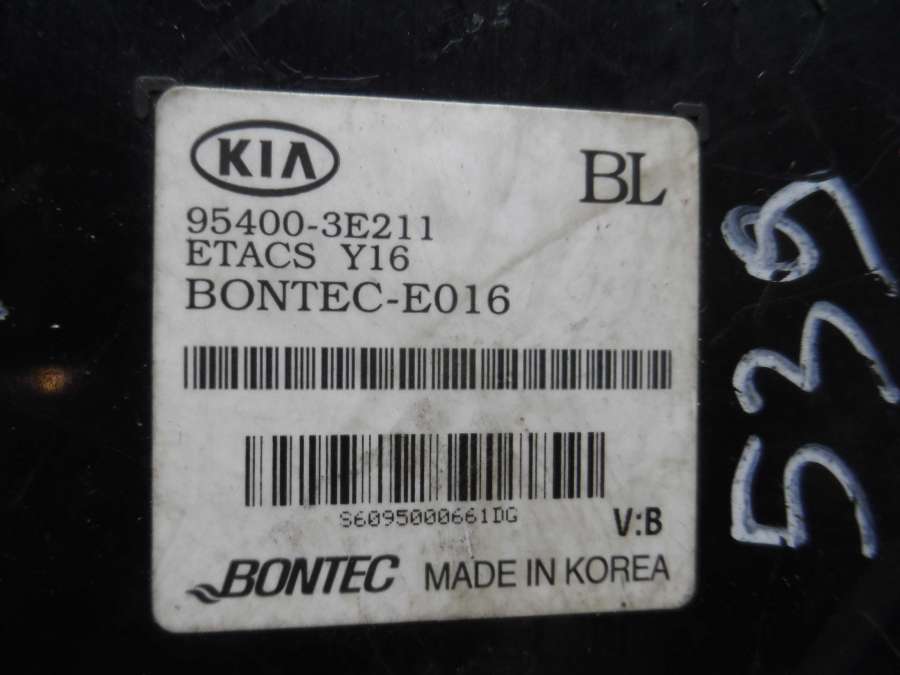 KIA
BL
95400-3E211
ETACS Y16
BONTEC-E016
S6095000661DG
V:B
BONTEC MADE IN KOREA
539